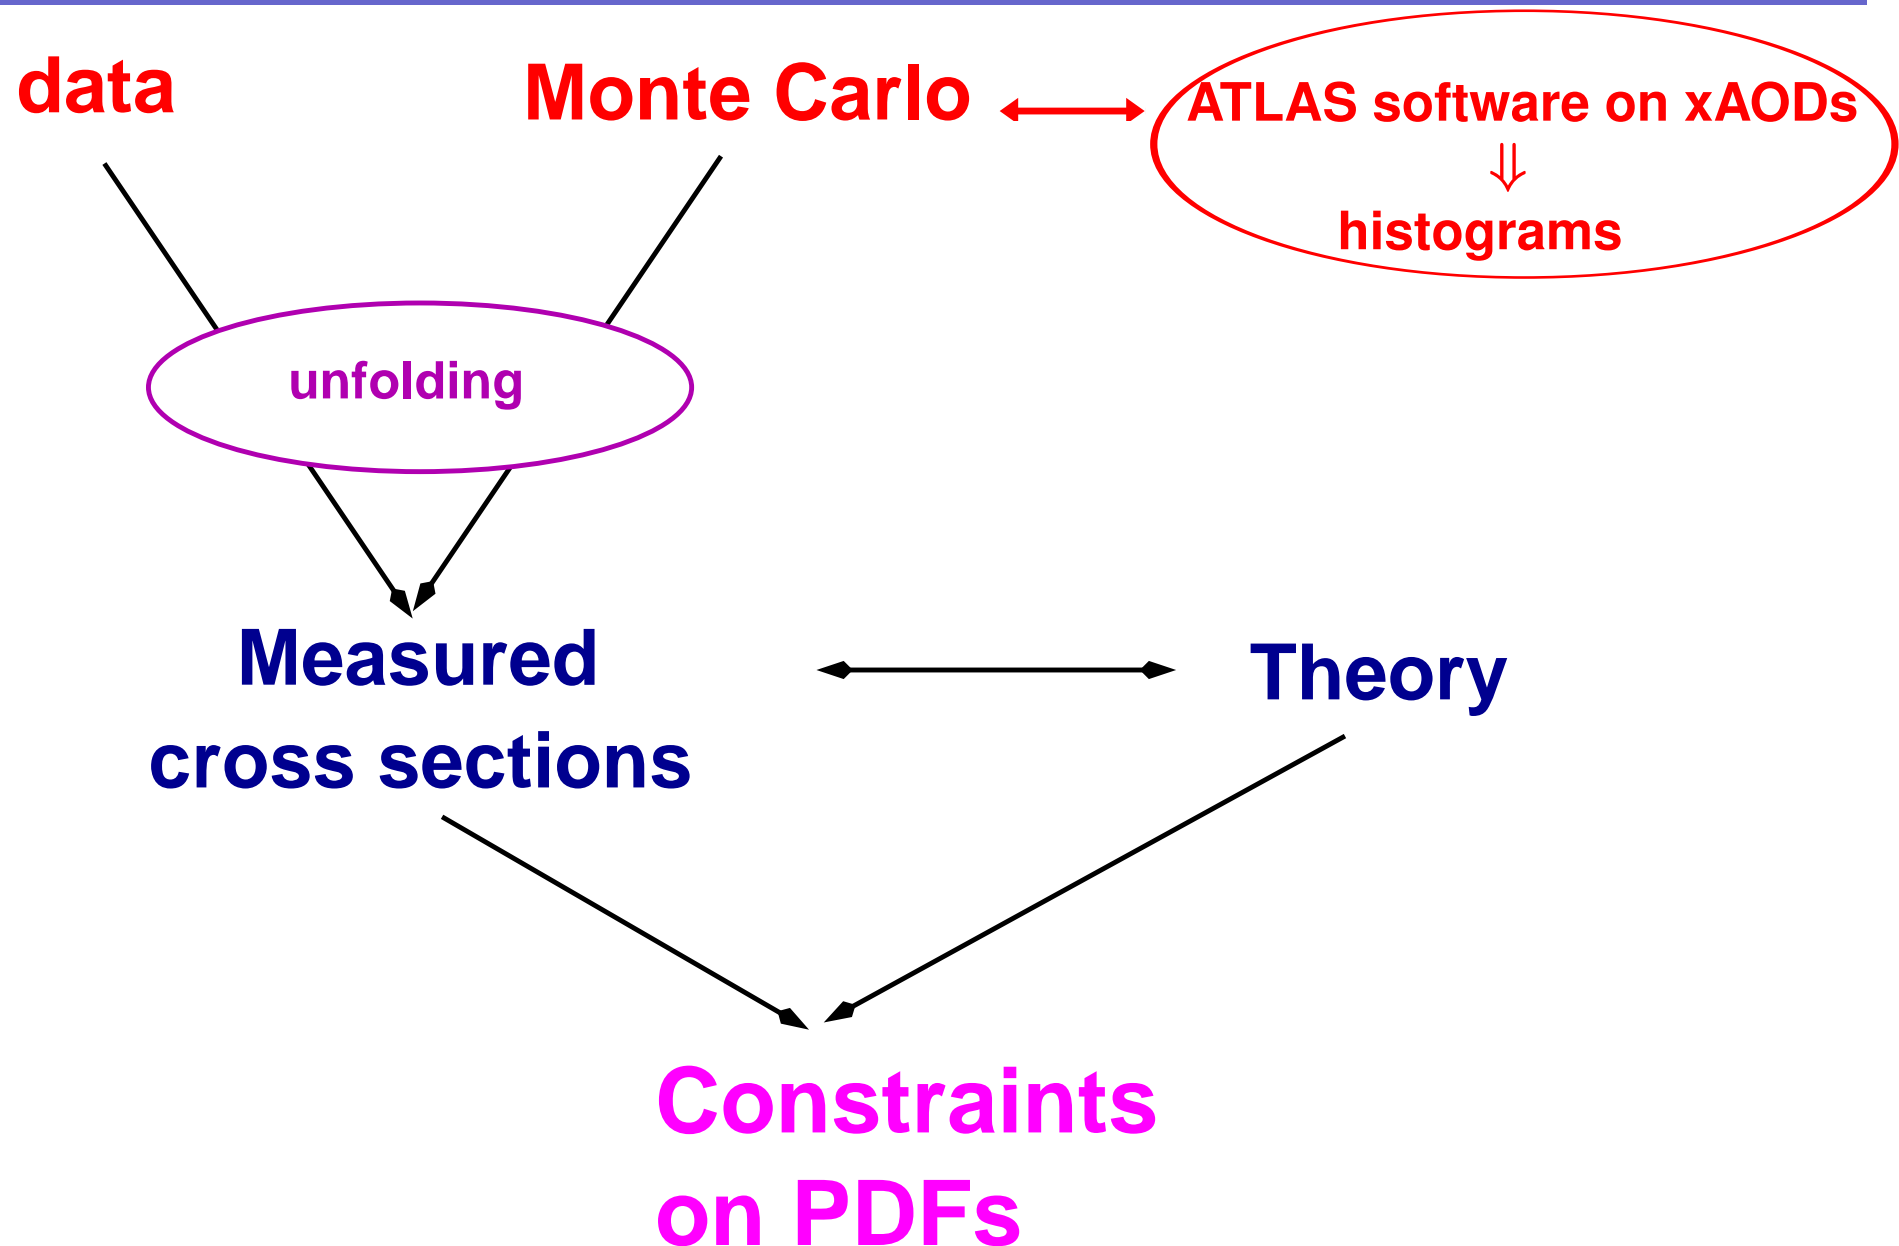 data
Monte Carlo
ATLAS software on xAODs
⇓
histograms
unfolding
Measured
cross sections
Theory
Constraints
on PDFs